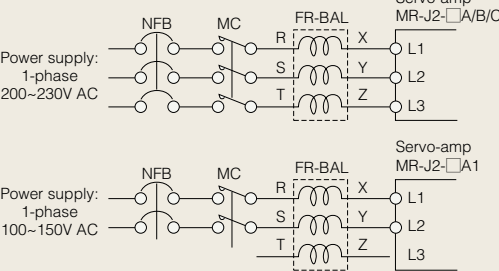 Servo-amp
NFB MC FR-BAL MR-J2-□A/B/C
R X L1
Power supply:
1-phase
200~230V AC
S Y L2
T Z L3
Servo-amp
NFB MC FR-BAL MR-J2-□A1
R X L1
Power supply:
1-phase
100~150V AC
S Y L2
T Z L3